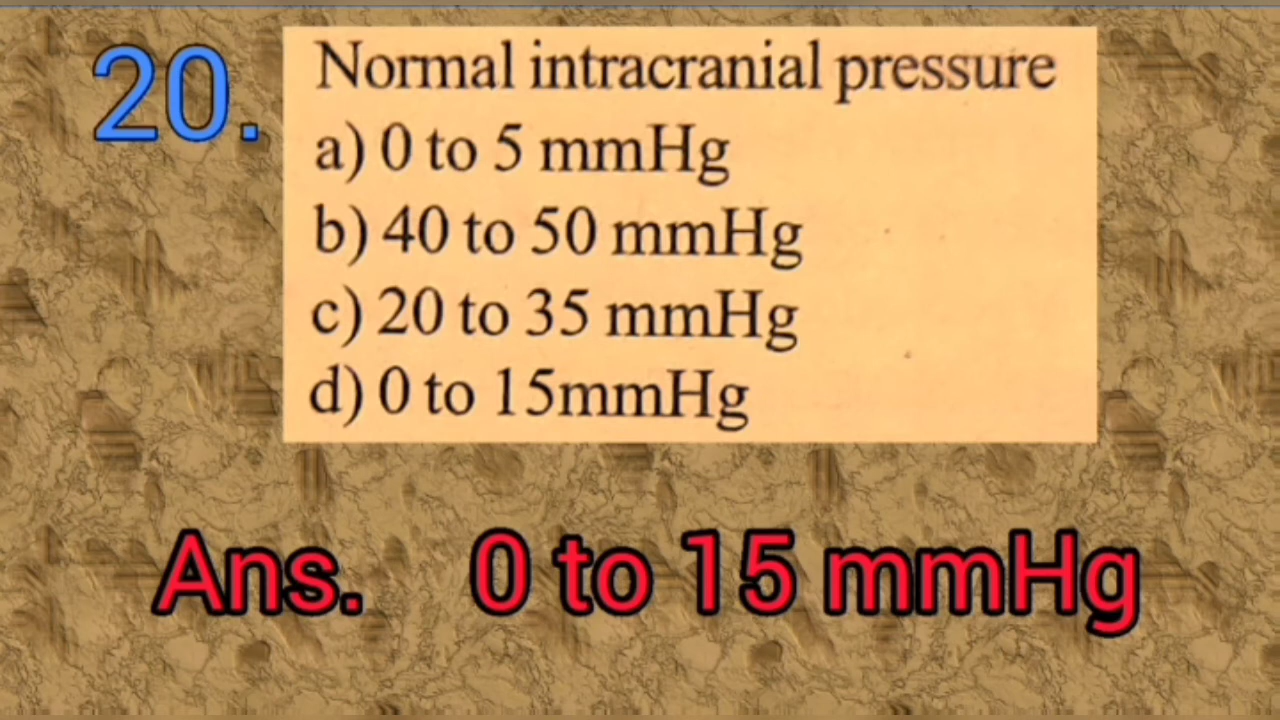 20.
Normal intracranial pressure
a) 0 to 5 mmHg
b) 40 to 50 mmHg
c) 20 to 35 mmHg
d) 0 to 15mmHg
Ans. 0 to 15 mmHg